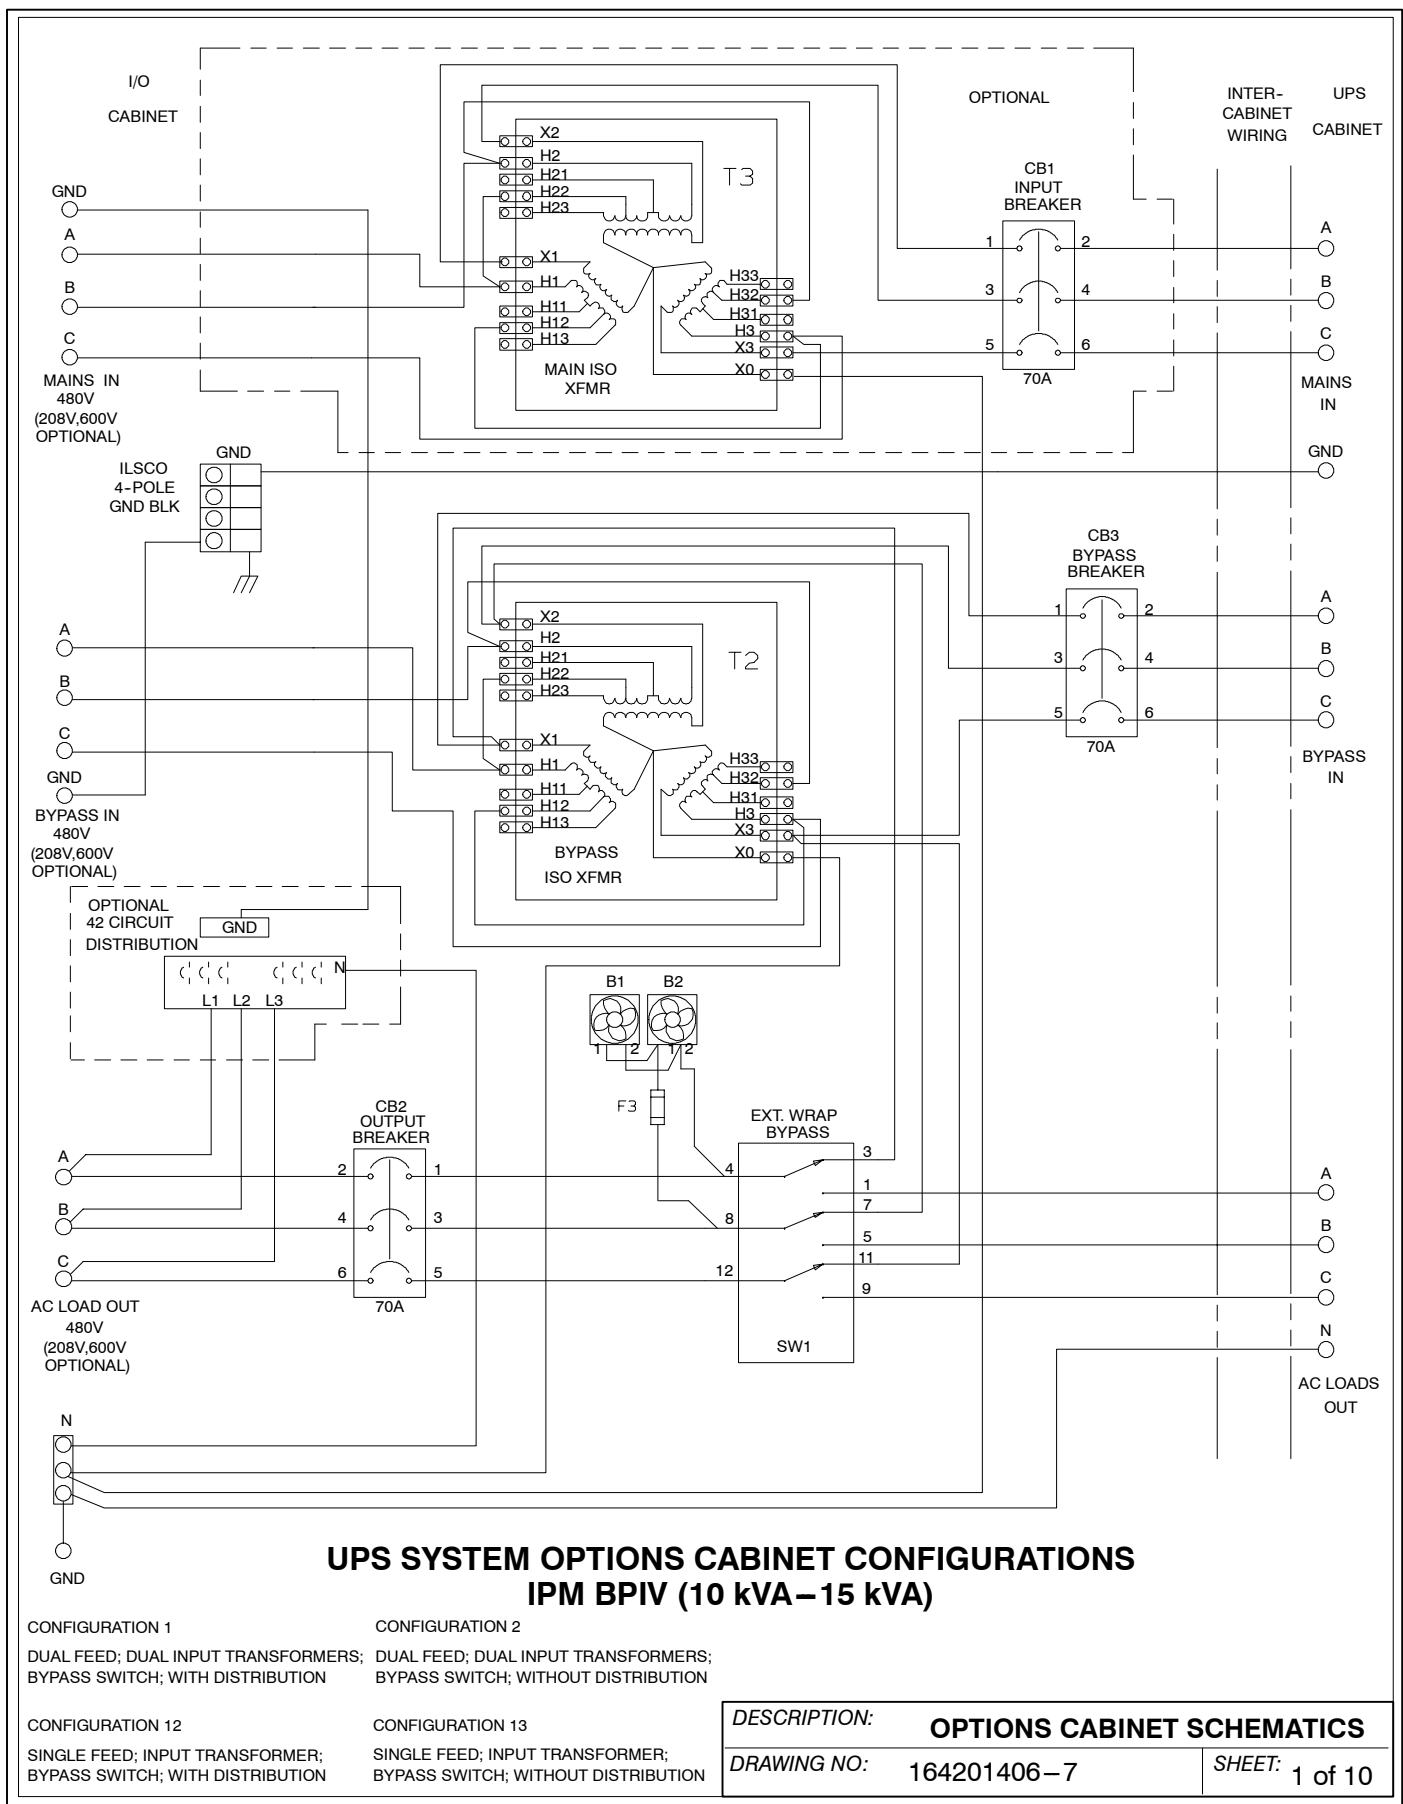 I/O
CABINET
OPTIONAL
INTER-
CABINET
WIRING
UPS
CABINET
X2
H2
H21
H22
H23
T3
CB1
INPUT
BREAKER
GND
A
B
C
X1
H1
H11
H12
H13
H33
H32
H31
H3
X3
X0
1
2
3
4
5
6
70A
A
B
C
MAINS IN
480V
(208V,600V
OPTIONAL)
MAIN ISO
XFMR
MAINS
IN
GND
ILSCO
4-POLE
GND BLK
GND
CB3
BYPASS
BREAKER
X2
H2
H21
H22
H23
T2
A
B
C
GND
X1
H1
H11
H12
H13
H33
H32
H31
H3
X3
X0
1
2
3
4
5
6
70A
A
B
C
BYPASS
IN
BYPASS IN
480V
(208V,600V
OPTIONAL)
BYPASS
ISO XFMR
OPTIONAL
42 CIRCUIT
DISTRIBUTION
GND
N
L1 L2 L3
B1 B2
1 2 1 2
F3
CB2
OUTPUT
BREAKER
EXT. WRAP
BYPASS
A
B
C
2
1
4
3
6
5
70A
4
8
12
3
1
7
5
11
9
SW1
A
B
C
N
AC LOADS
OUT
AC LOAD OUT
480V
(208V,600V
OPTIONAL)
N
GND
UPS SYSTEM OPTIONS CABINET CONFIGURATIONS
IPM BPIV (10 kVA–15 kVA)
CONFIGURATION 1
DUAL FEED; DUAL INPUT TRANSFORMERS;
BYPASS SWITCH; WITH DISTRIBUTION
CONFIGURATION 2
DUAL FEED; DUAL INPUT TRANSFORMERS;
BYPASS SWITCH; WITHOUT DISTRIBUTION
CONFIGURATION 12
SINGLE FEED; INPUT TRANSFORMER;
BYPASS SWITCH; WITH DISTRIBUTION
CONFIGURATION 13
SINGLE FEED; INPUT TRANSFORMER;
BYPASS SWITCH; WITHOUT DISTRIBUTION
DESCRIPTION: OPTIONS CABINET SCHEMATICS
DRAWING NO: 164201406–7
SHEET: 1 of 10